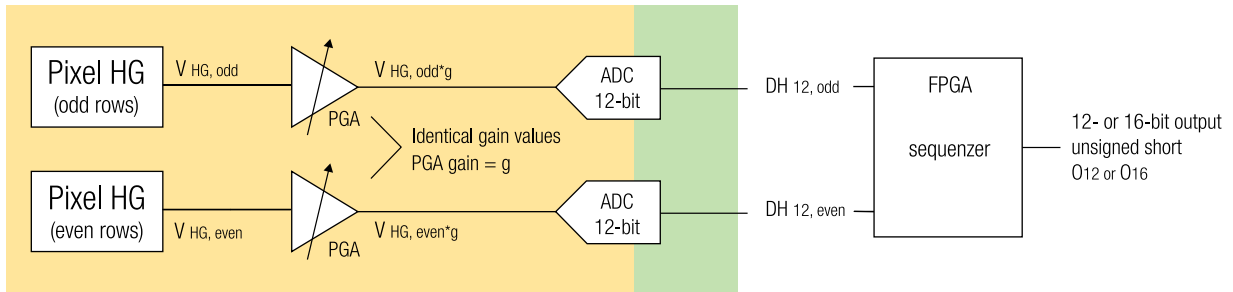 Pixel HG
(odd rows)
V HG, odd
PGA
V HG, odd*g
ADC
12-bit
DH 12, odd
FPGA
sequenzer
12- or 16-bit output
unsigned short
O12 or O16
Identical gain values
PGA gain = g
Pixel HG
(even rows)
V HG, even
PGA
V HG, even*g
ADC
12-bit
DH 12, even